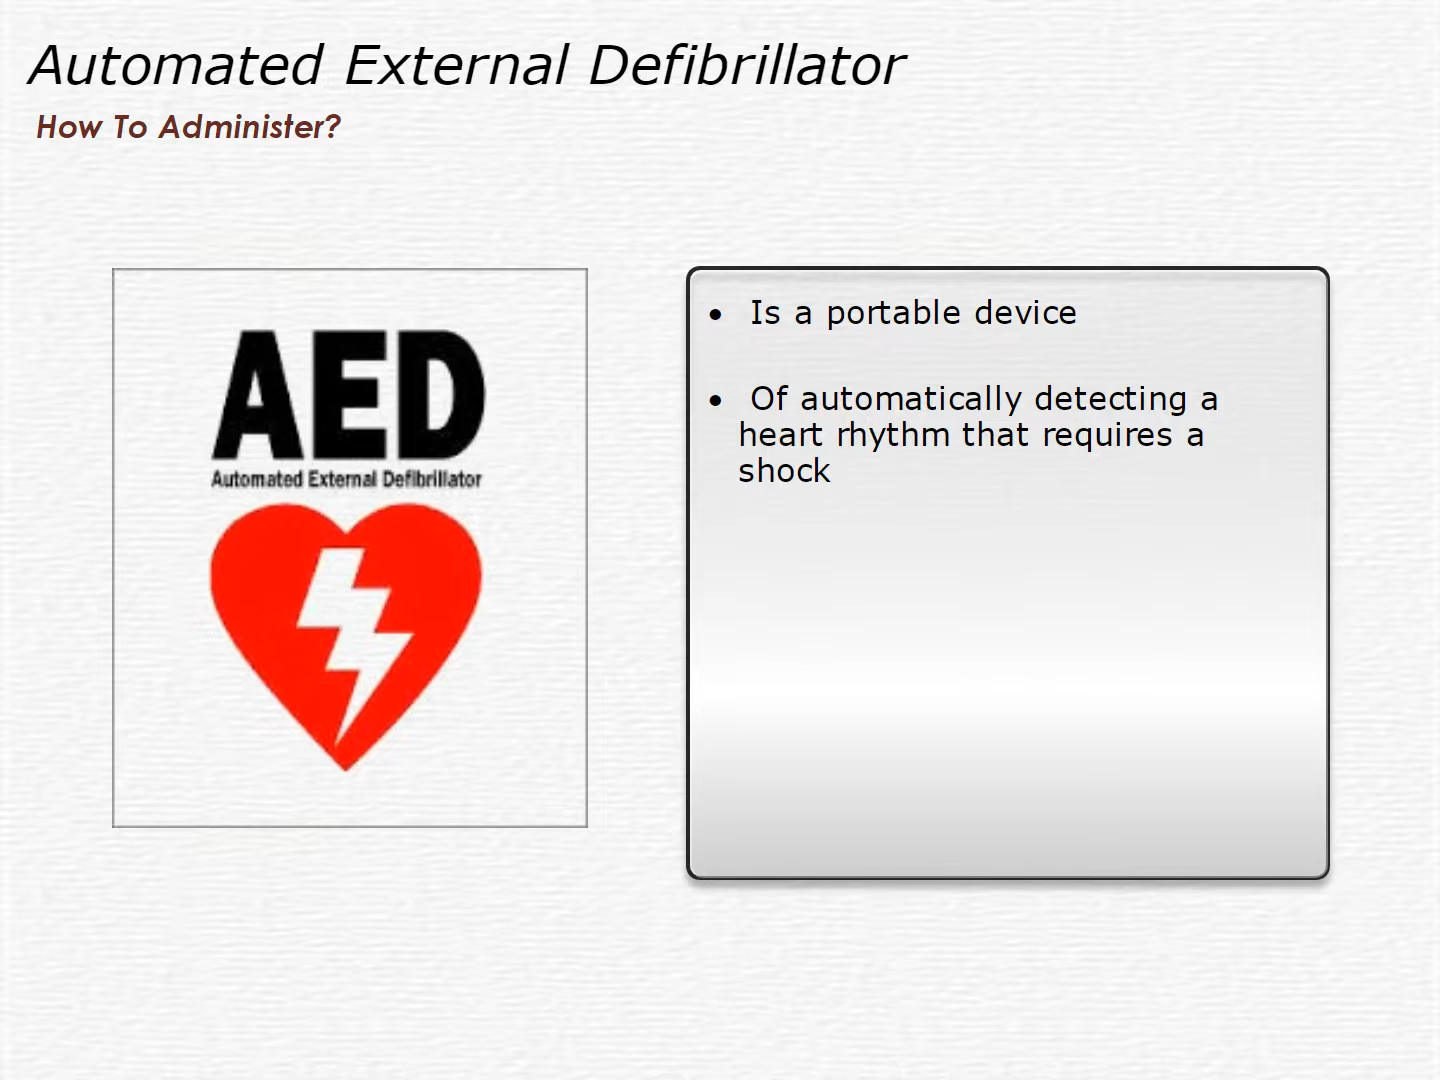 Automated External Defibrillator
How To Administer?
AED
Automated External Defibrillator
• Is a portable device
• Of automatically detecting a
heart rhythm that requires a
shock